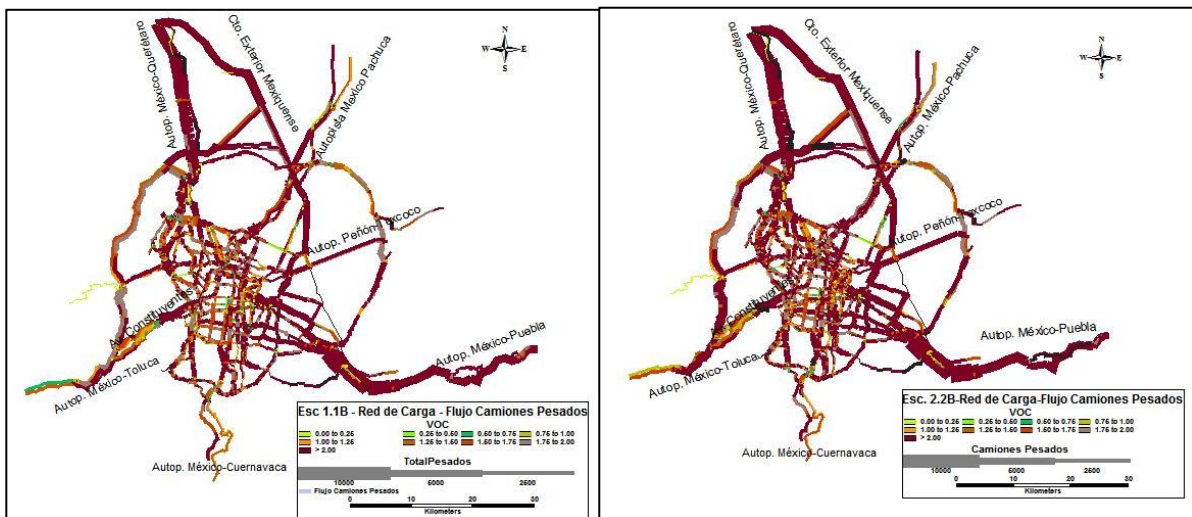 N
W E
S
Autop. México-Querétaro
Cto. Exterior Mexiquense
Autopista Mexico Pachuca
Autop. Peñón-Texcoco
Av. Constituyentes
Autop. México-Toluca
Autop. México-Puebla
Autop. México-Cuernavaca
Esc 1.1B - Red de Carga - Flujo Camiones Pesados
VOC
0.00 to 0.25 0.25 to 0.50 0.50 to 0.75 0.75 to 1.00
1.00 to 1.25 1.25 to 1.50 1.50 to 1.75 1.75 to 2.00
> 2.00
TotalPesados
10000 6000 2500
Flujo Camiones Pesados
0 10 20 30
Kilometers
N
W E
S
Autop. México-Querétaro
Cto. Exterior Mexiquense
Autop. México-Pachuca
Autop. Peñón-Texcoco
Av. Constituyentes
Autop. México-Toluca
Autop. México-Puebla
Autop. México-Cuernavaca
Esc. 2.2B-Red de Carga-Flujo Camiones Pesados
VOC
0.00 to 0.25 0.25 to 0.50 0.50 to 0.75 0.75 to 1.00
1.00 to 1.25 1.25 to 1.50 1.50 to 1.75 1.75 to 2.00
> 2.00
Camiones Pesados
10000 6000 2500
0 10 20 30
Kilometers